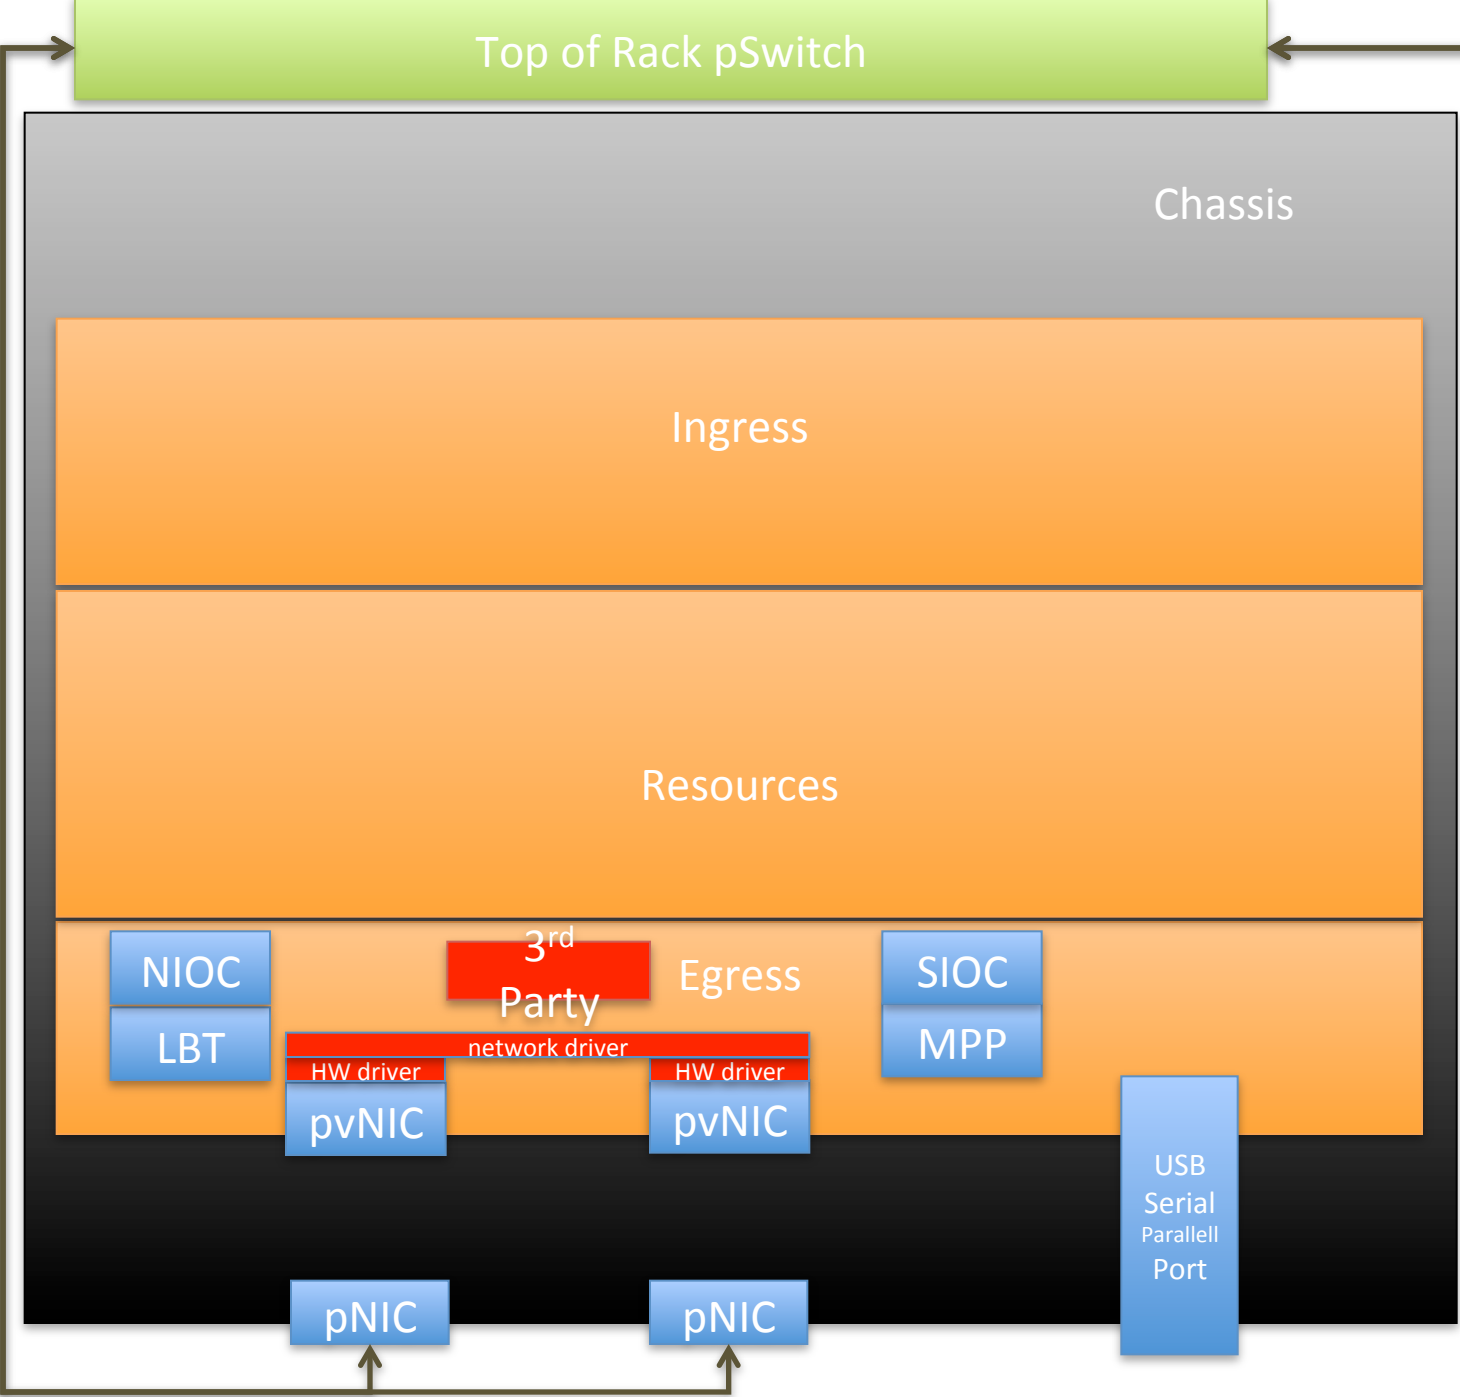 Top of Rack pSwitch
Chassis
Ingress
Resources
NIOC
3rd
Party
Egress
SIOC
LBT
network driver
MPP
HW driver
HW driver
pvNIC
pvNIC
USB
Serial
Parallell
Port
pNIC
pNIC